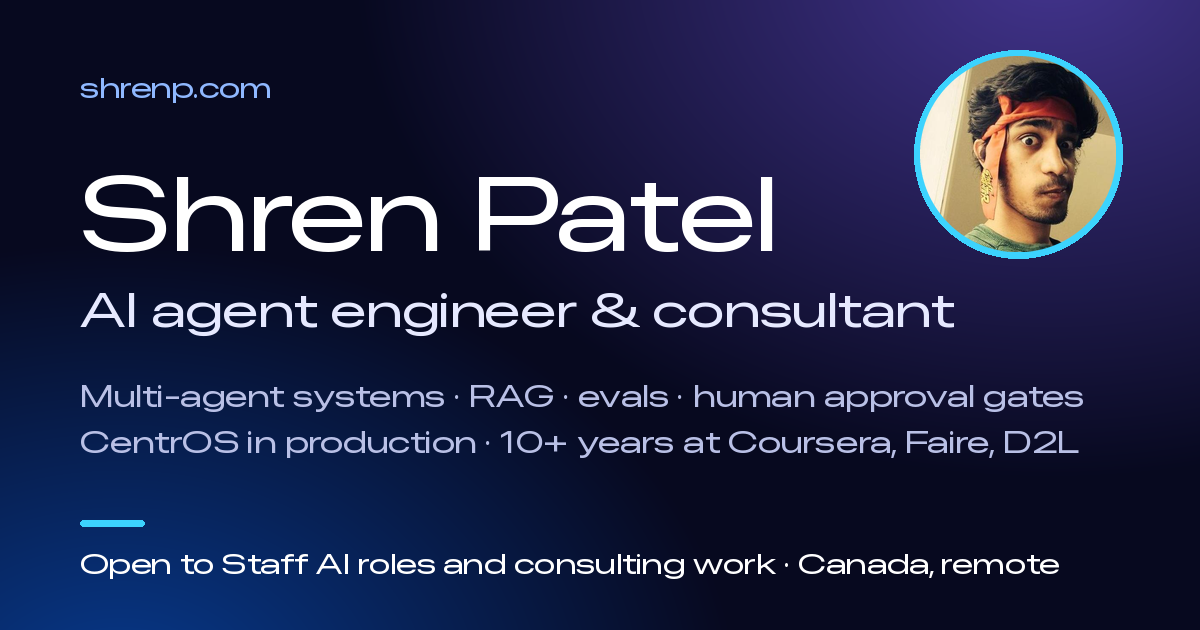 shrenp.com
Shren Patel
AI agent engineer & consultant
Multi-agent systems · RAG · evals · human approval gates
CentrOS in production · 10+ years at Coursera, Faire, D2L
Open to Staff AI roles and consulting work · Canada, remote